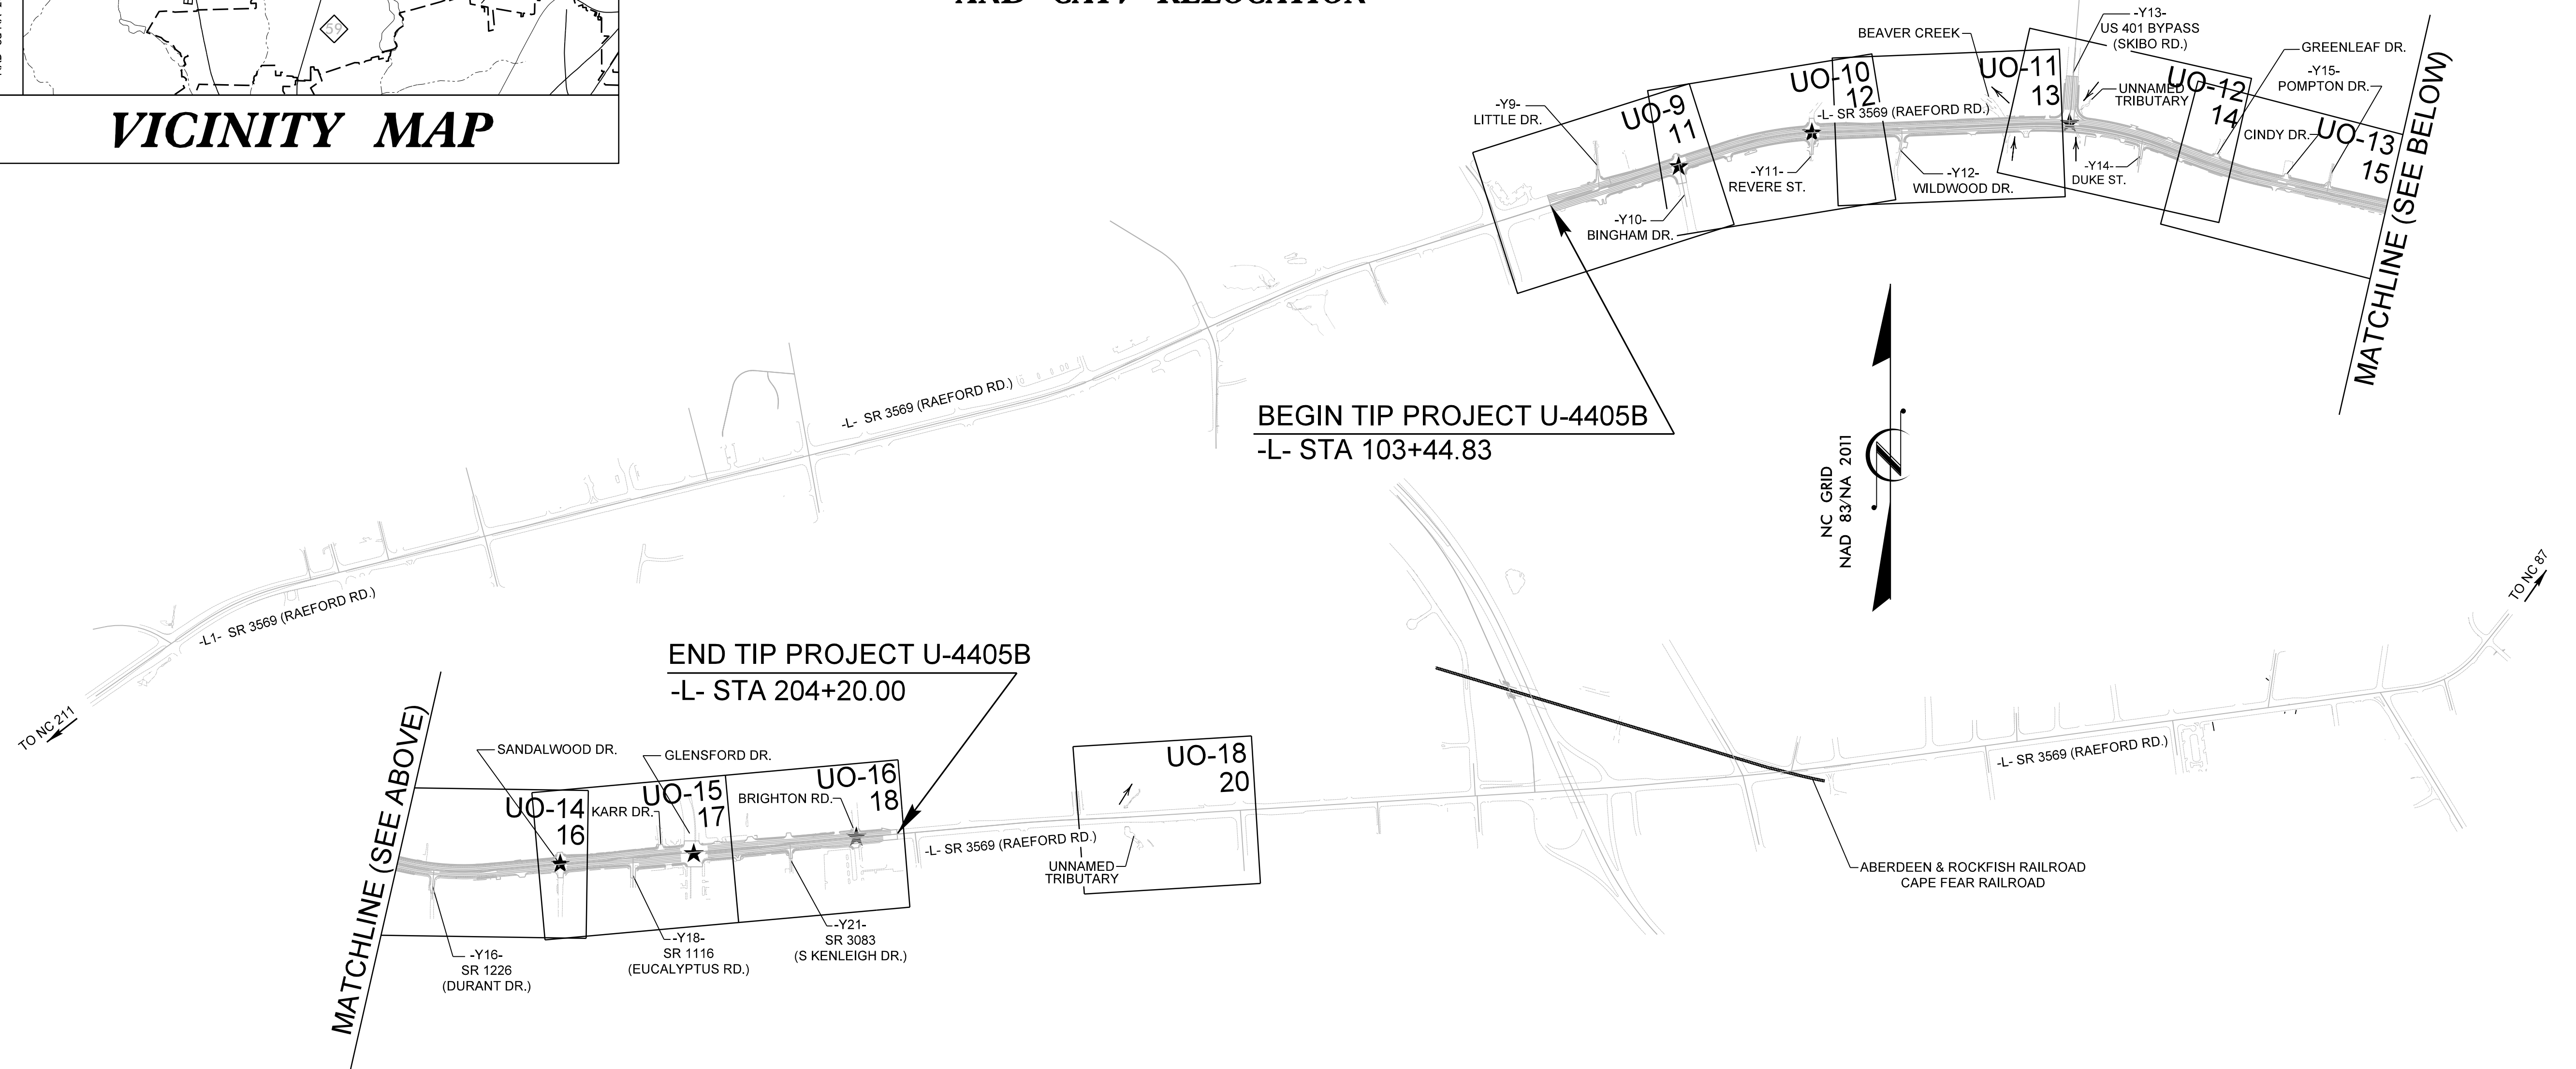 59
VICINITY MAP
-Y13-
US 401 BYPASS
(SKIBO RD.)
BEAVER CREEK
GREENLEAF DR.
-Y15-
POMPTON DR.
UO-9
11
UO-10
12
UO-11
13
UNNAMED
TRIBUTARY
UO-12
14
CINDY DR.
UO-13
15
-Y9-
LITTLE DR.
-L- SR 3569 (RAEFORD RD.)
-Y10-
BINGHAM DR.
-Y11-
REVERE ST.
-Y12-
WILDWOOD DR.
-Y14-
DUKE ST.
MATCHLINE (SEE BELOW)
-L- SR 3569 (RAEFORD RD.)
BEGIN TIP PROJECT U-4405B
-L- STA 103+44.83
NC GRID
NAD 83/NA 2011
-L1- SR 3569 (RAEFORD RD.)
TO NC 211
TO NC 87
END TIP PROJECT U-4405B
-L- STA 204+20.00
MATCHLINE (SEE ABOVE)
SANDALWOOD DR.
GLENSFORD DR.
UO-14
16
KARR DR.
UO-15
17
BRIGHTON RD.
UO-16
18
UO-18
20
-L- SR 3569 (RAEFORD RD.)
UNNAMED
TRIBUTARY
-L- SR 3569 (RAEFORD RD.)
ABERDEEN & ROCKFISH RAILROAD
CAPE FEAR RAILROAD
-Y16-
SR 1226
(DURANT DR.)
-Y18-
SR 1116
(EUCALYPTUS RD.)
-Y21-
SR 3083
(S KENLEIGH DR.)